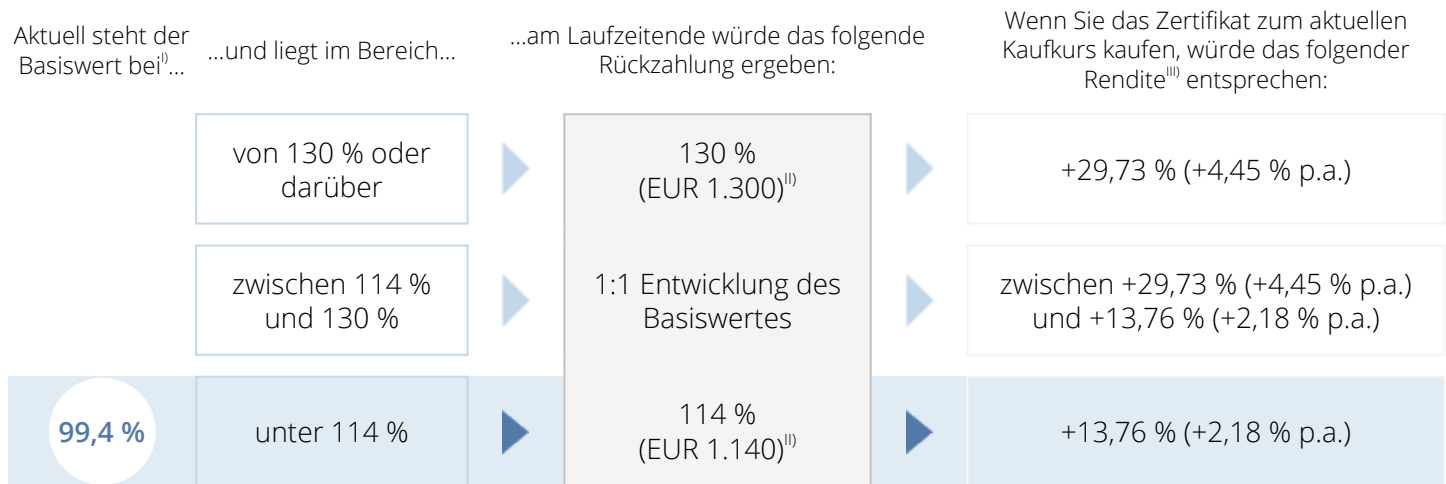 Aktuell steht der
Basiswert bei^I)...
...und liegt im Bereich...
...am Laufzeitende würde das folgende
Rückzahlung ergeben:
Wenn Sie das Zertifikat zum aktuellen
Kaufkurs kaufen, würde das folgender
Rendite^III) entsprechen:
von 130 % oder
darüber
130 %
(EUR 1.300)^II)
+29,73 % (+4,45 % p.a.)
zwischen 114 %
und 130 %
1:1 Entwicklung des
Basiswertes
zwischen +29,73 % (+4,45 % p.a.)
und +13,76 % (+2,18 % p.a.)
99,4 %
unter 114 %
114 %
(EUR 1.140)^II)
+13,76 % (+2,18 % p.a.)